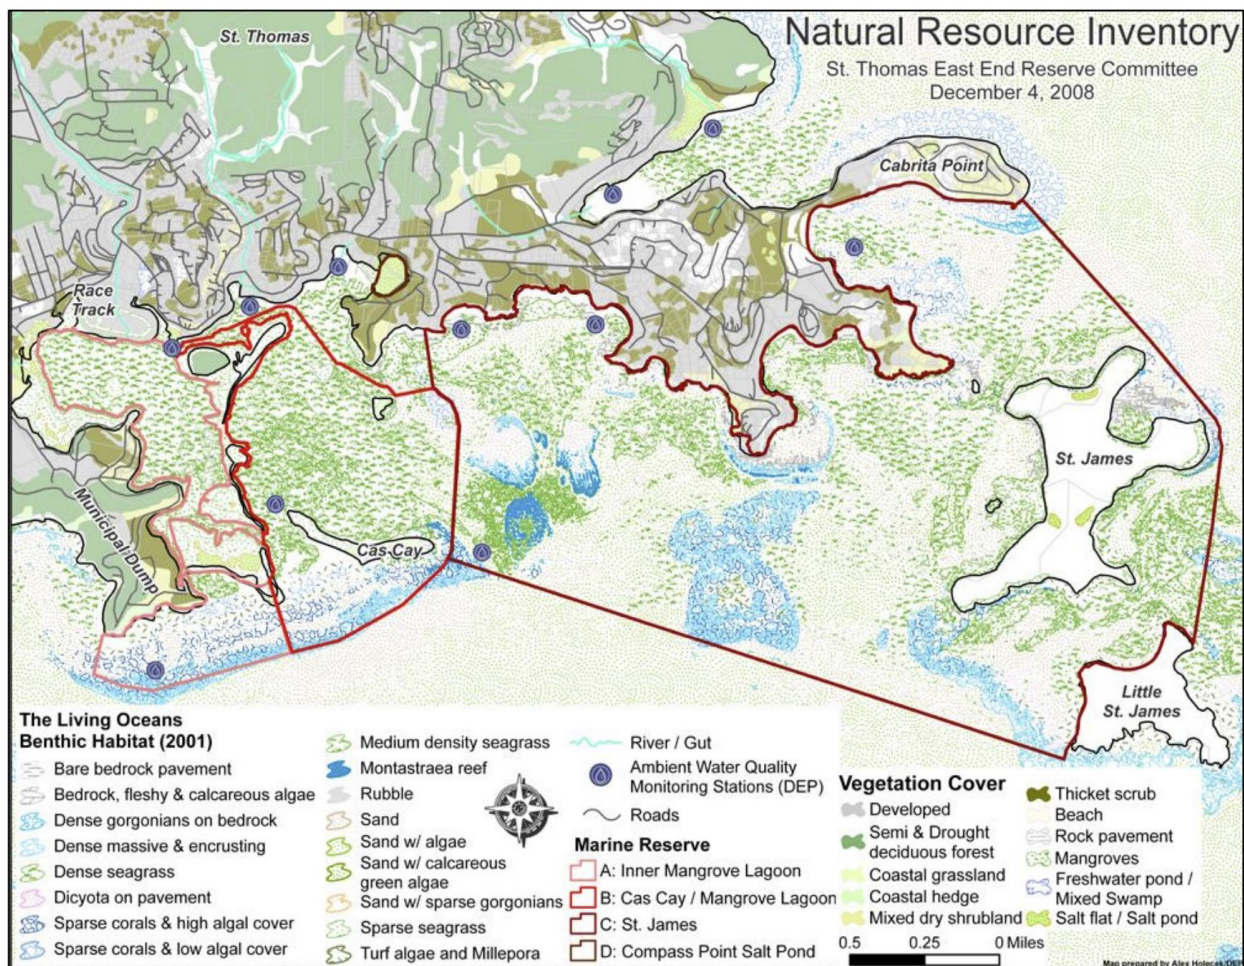 Natural Resource Inventory
St. Thomas East End Reserve Committee
December 4, 2008
St. Thomas
Cabrita Point
Race
Track
St. James
Municipal Dump
Cas Cay
Little
St. James
The Living Oceans
Benthic Habitat (2001)
Bare bedrock pavement
Bedrock, fleshy & calcareous algae
Dense gorgonians on bedrock
Dense massive & encrusting
Dense seagrass
Dicyota on pavement
Sparse corals & high algal cover
Sparse corals & low algal cover
Medium density seagrass
Montastraea reef
Rubble
Sand
Sand w/ algae
Sand w/ calcareous
green algae
Sand w/ sparse gorgonians
Sparse seagrass
Turf algae and Millepora
River / Gut
Ambient Water Quality
Monitoring Stations (DEP)
Roads
Marine Reserve
A: Inner Mangrove Lagoon
B: Cas Cay / Mangrove Lagoon
C: St. James
D: Compass Point Salt Pond
Vegetation Cover
Developed
Semi & Drought
deciduous forest
Coastal grassland
Coastal hedge
Mixed dry shrubland
Thicket scrub
Beach
Rock pavement
Mangroves
Freshwater pond /
Mixed Swamp
Salt flat / Salt pond
0.5 0.25 0 Miles
Map prepared by Alex Holecek/DEP